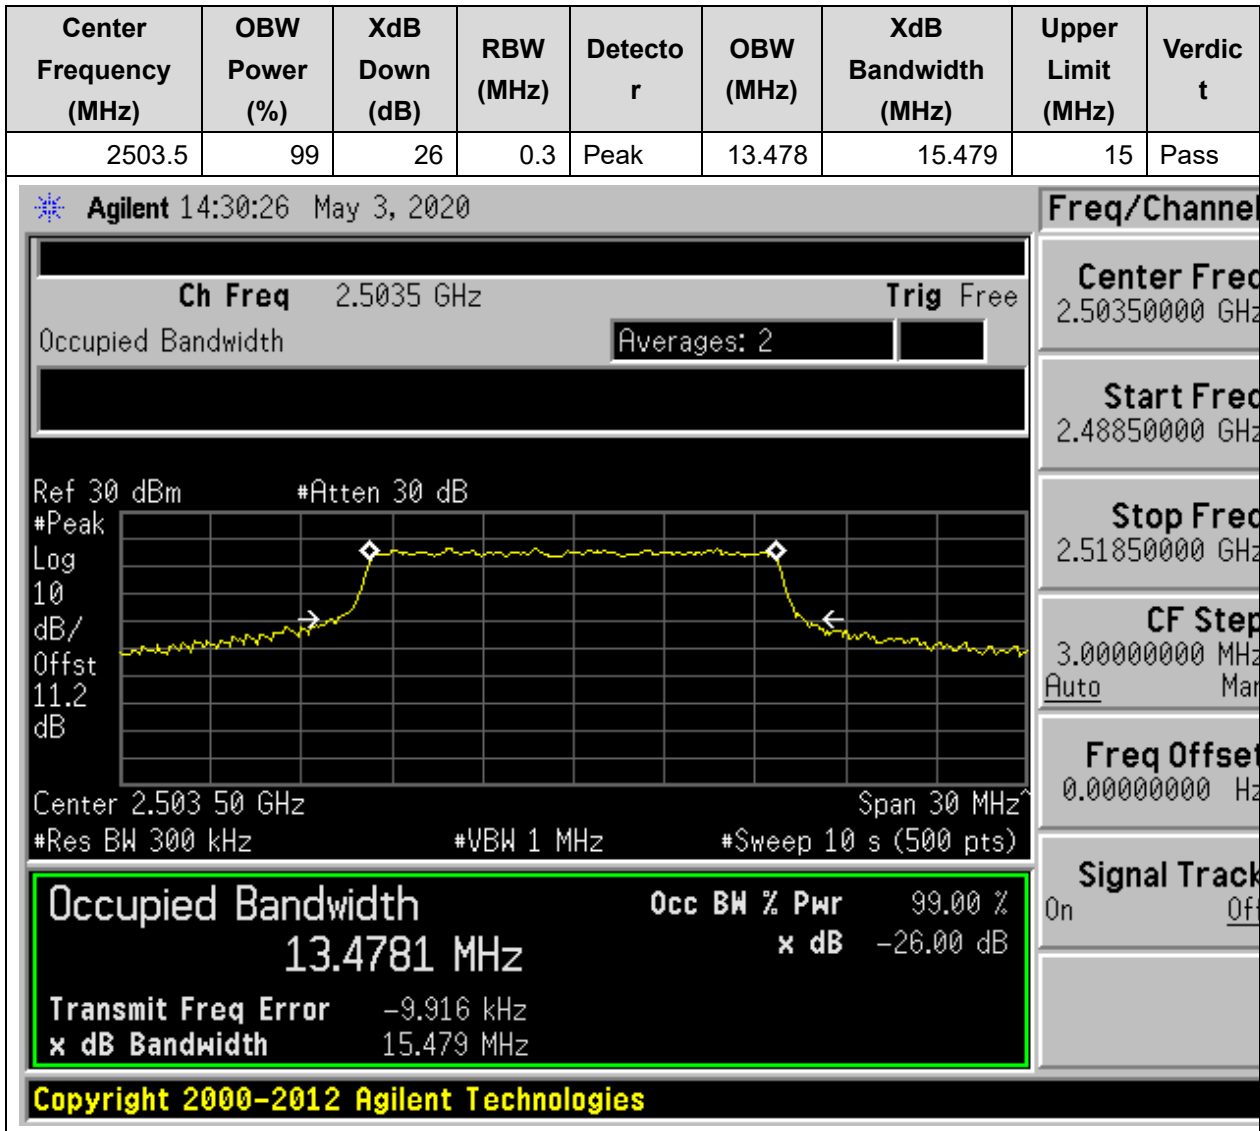 Center Frequency (MHz) OBW Power (%) XdB Down (dB) RBW (MHz) Detecto r OBW (MHz) XdB Bandwidth (MHz) Upper Limit (MHz) Verdic t
2503.5 99 26 0.3 Peak 13.478 15.479 15 Pass
Agilent 14:30:26 May 3, 2020
Ch Freq 2.5035 GHz Trig Free
Occupied Bandwidth Averages: 2
Ref 30 dBm #Atten 30 dB
#Peak
Log
10
dB/
Offst
11.2
dB
Center 2.503 50 GHz Span 30 MHz^
#Res BW 300 kHz #VBW 1 MHz #Sweep 10 s (500 pts)
Occupied Bandwidth Occ BW % Pwr 99.00 %
13.4781 MHz x dB -26.00 dB
Transmit Freq Error -9.916 kHz
x dB Bandwidth 15.479 MHz
Copyright 2000-2012 Agilent Technologies
Freq/Channel
Center Freq
2.50350000 GHz
Start Freq
2.48850000 GHz
Stop Freq
2.51850000 GHz
CF Step
3.00000000 MHz
Auto Man
Freq Offset
0.00000000 Hz
Signal Track
On Off